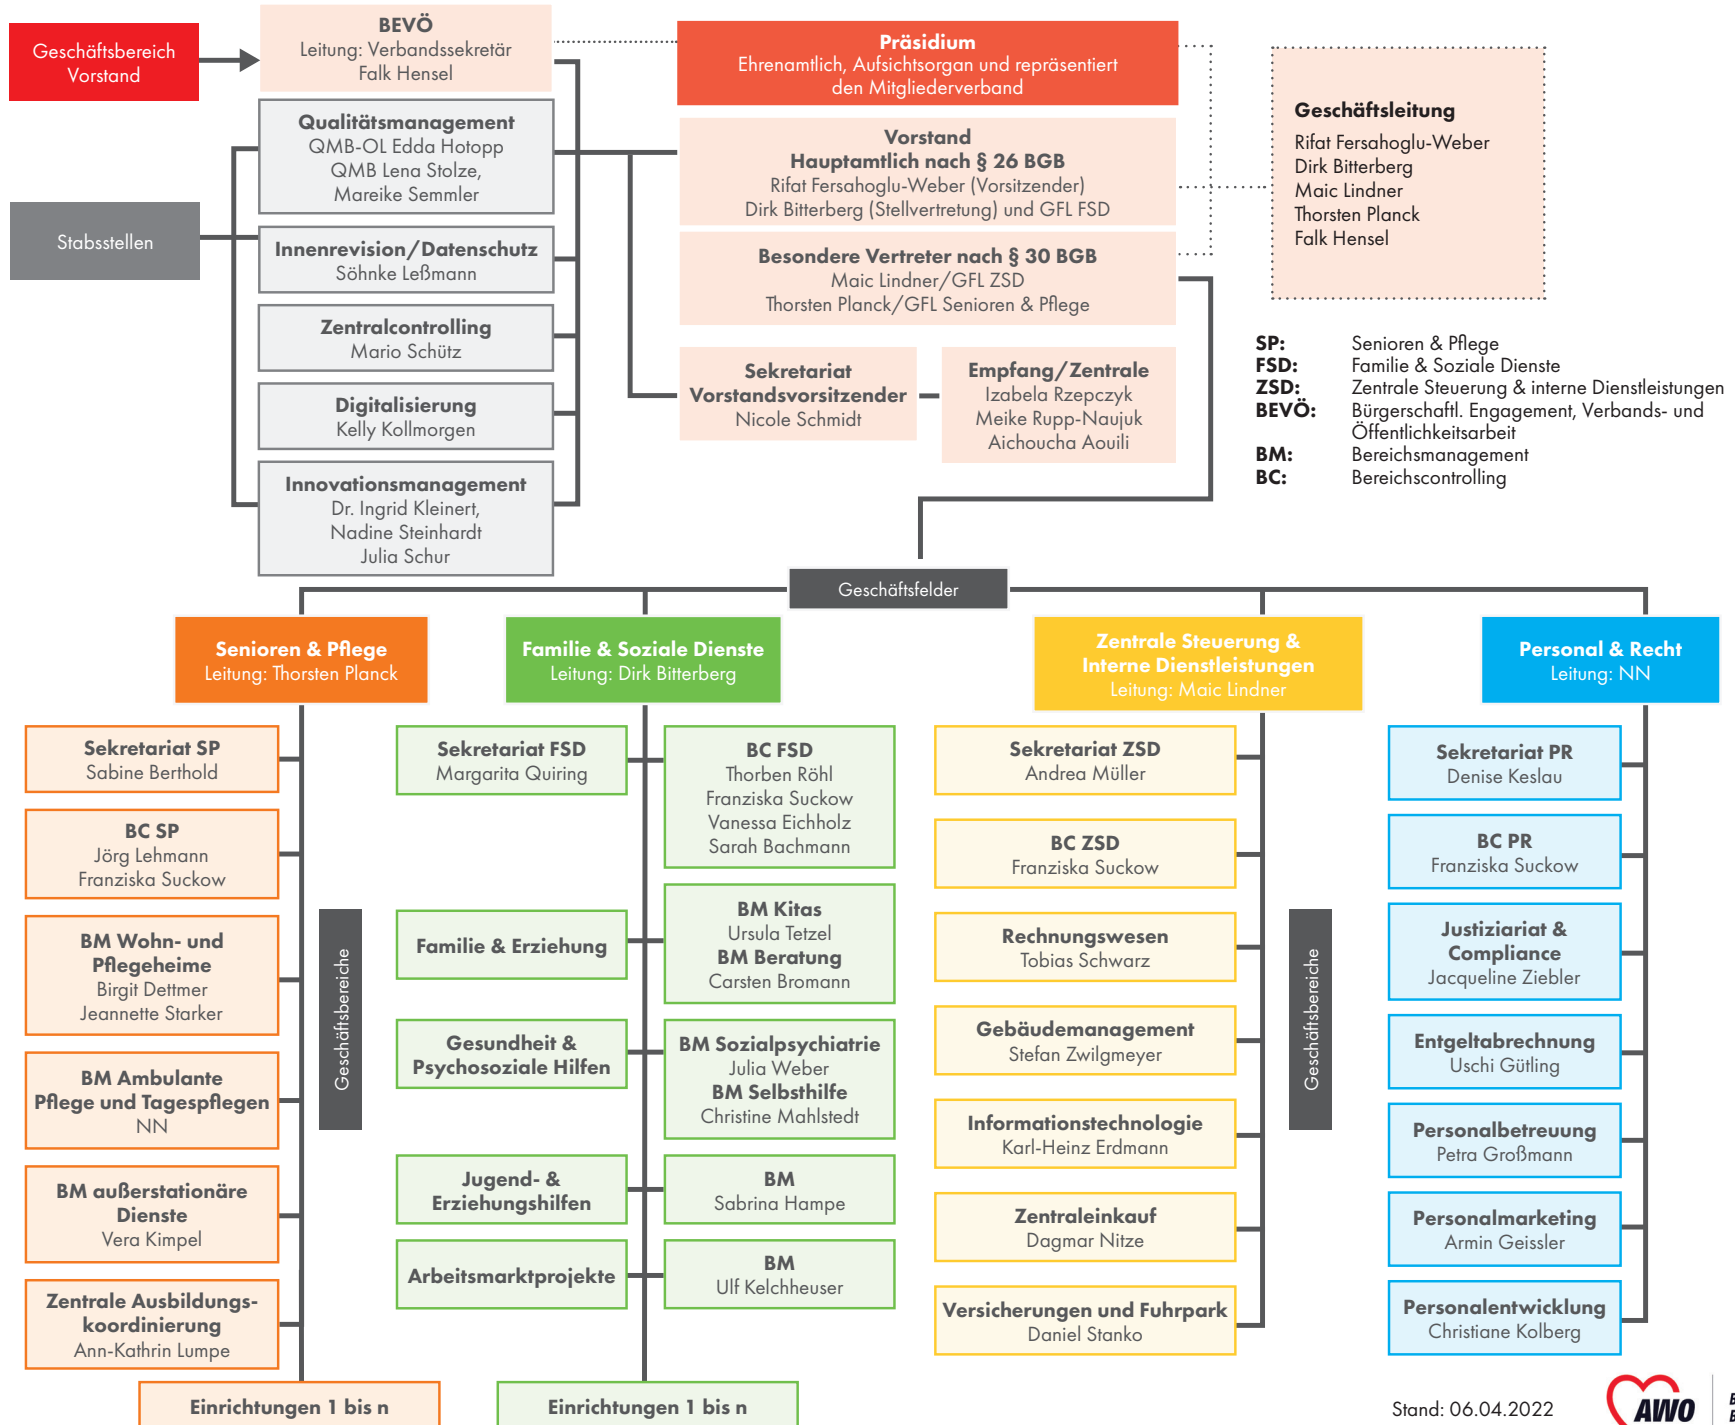 Geschäftsbereich
Vorstand
BEVÖ
Leitung: Verbandssekretär
Falk Hensel
Präsidium
Ehrenamtlich, Aufsichtsorgan und repräsentiert
den Mitgliederverband
Geschäftsleitung
Rifat Fersahoglu-Weber
Dirk Bitterberg
Maic Lindner
Thorsten Planck
Falk Hensel
Stabsstellen
Qualitätsmanagement
QMB-OL Edda Hotopp
QMB Lena Stolze,
Mareike Semmler
Innenrevision/Datenschutz
Söhnke Leßmann
Zentralcontrolling
Mario Schütz
Digitalisierung
Kelly Kollmorgen
Innovationsmanagement
Dr. Ingrid Kleinert,
Nadine Steinhardt
Julia Schur
Vorstand
Hauptamtlich nach § 26 BGB
Rifat Fersahoglu-Weber (Vorsitzender)
Dirk Bitterberg (Stellvertretung) und GFL FSD
Besondere Vertreter nach § 30 BGB
Maic Lindner/GFL ZSD
Thorsten Planck/GFL Senioren & Pflege
Sekretariat
Vorstandsvorsitzender
Nicole Schmidt
Empfang/Zentrale
Izabela Rzepczyk
Meike Rupp-Naujuk
Aichoucha Aouili
SP: Senioren & Pflege
FSD: Familie & Soziale Dienste
ZSD: Zentrale Steuerung & interne Dienstleistungen
BEVÖ: Bürgerschaftl. Engagement, Verbands- und
Öffentlichkeitsarbeit
BM: Bereichsmanagement
BC: Bereichscontrolling
Geschäftsfelder
Senioren & Pflege
Leitung: Thorsten Planck
Sekretariat SP
Sabine Berthold
BC SP
Jörg Lehmann
Franziska Suckow
BM Wohn- und
Pflegeheime
Birgit Dettmer
Jeannette Starker
BM Ambulante
Pflege und Tagespflegen
NN
BM außerstationäre
Dienste
Vera Kimpel
Zentrale Ausbildungs-
koordinierung
Ann-Kathrin Lumpe
Einrichtungen 1 bis n
Geschäftsbereiche
Familie & Soziale Dienste
Leitung: Dirk Bitterberg
Sekretariat FSD
Margarita Quiring
BC FSD
Thorben Röhl
Franziska Suckow
Vanessa Eichholz
Sarah Bachmann
Familie & Erziehung
BM Kitas
Ursula Tetzel
BM Beratung
Carsten Bromann
Gesundheit &
Psychosoziale Hilfen
BM Sozialpsychiatrie
Julia Weber
BM Selbsthilfe
Christine Mahlstedt
Jugend- &
Erziehungshilfen
BM
Sabrina Hampe
Arbeitsmarktprojekte
BM
Ulf Kelchheuser
Einrichtungen 1 bis n
Zentrale Steuerung &
Interne Dienstleistungen
Leitung: Maic Lindner
Sekretariat ZSD
Andrea Müller
BC ZSD
Franziska Suckow
Rechnungswesen
Tobias Schwarz
Gebäudemanagement
Stefan Zwilgmeyer
Informationstechnologie
Karl-Heinz Erdmann
Zentraleinkauf
Dagmar Nitze
Versicherungen und Fuhrpark
Daniel Stanko
Geschäftsbereiche
Personal & Recht
Leitung: NN
Sekretariat PR
Denise Keslau
BC PR
Franziska Suckow
Justiziariat &
Compliance
Jacqueline Ziebler
Entgeltabrechnung
Uschi Gütling
Personalbetreuung
Petra Großmann
Personalmarketing
Armin Geissler
Personalentwicklung
Christiane Kolberg
Stand: 06.04.2022
AWO